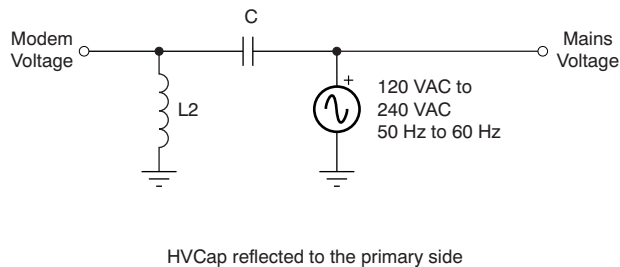 C
Modem
Voltage
Mains
Voltage
+
L2
120 VAC to
240 VAC
50 Hz to 60 Hz
HVCap reflected to the primary side